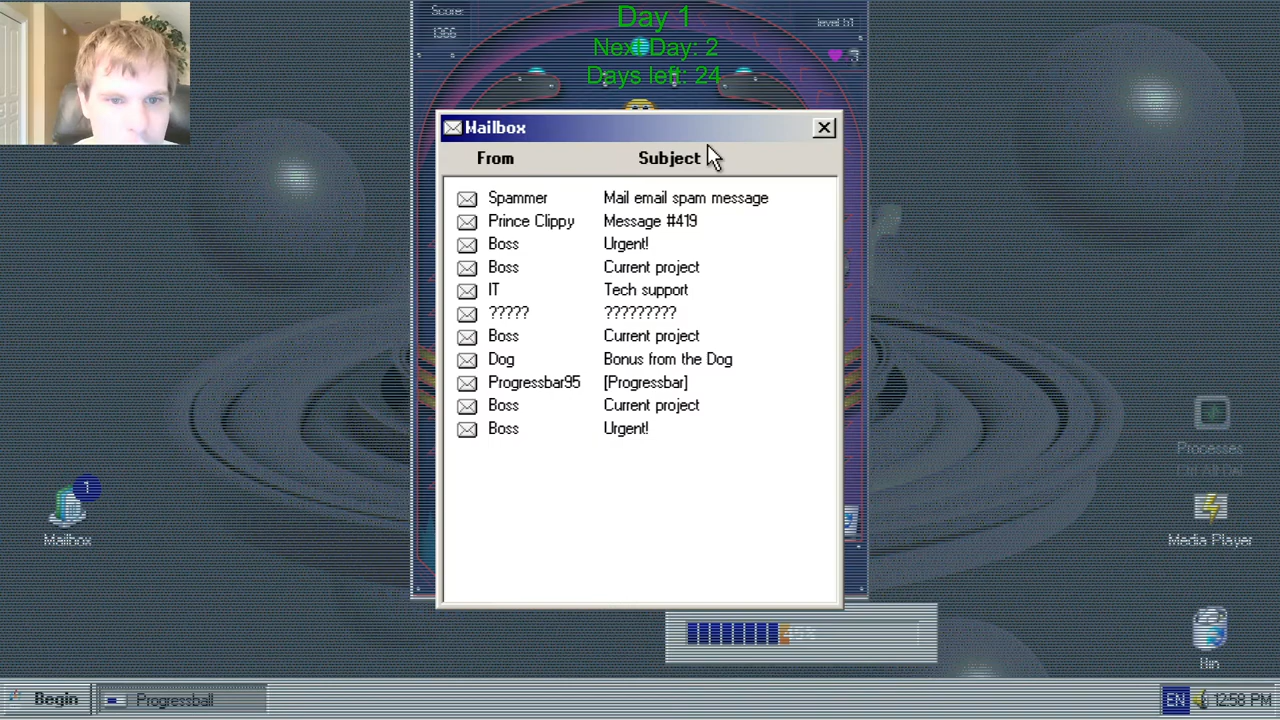 Score:
1366
Day 1
Next Day: 2
Days left: 24
level b1
3
Mailbox
From Subject
Spammer Mail email spam message
Prince Clippy Message #419
Boss Urgent!
Boss Current project
IT Tech support
????? ?????????
Boss Current project
Dog Bonus from the Dog
Progressbar95 [Progressbar]
Boss Current project
Boss Urgent!
1
Mailbox
Processes
Media Player
Bin
45%
Begin
Progressball
EN 12:58 PM